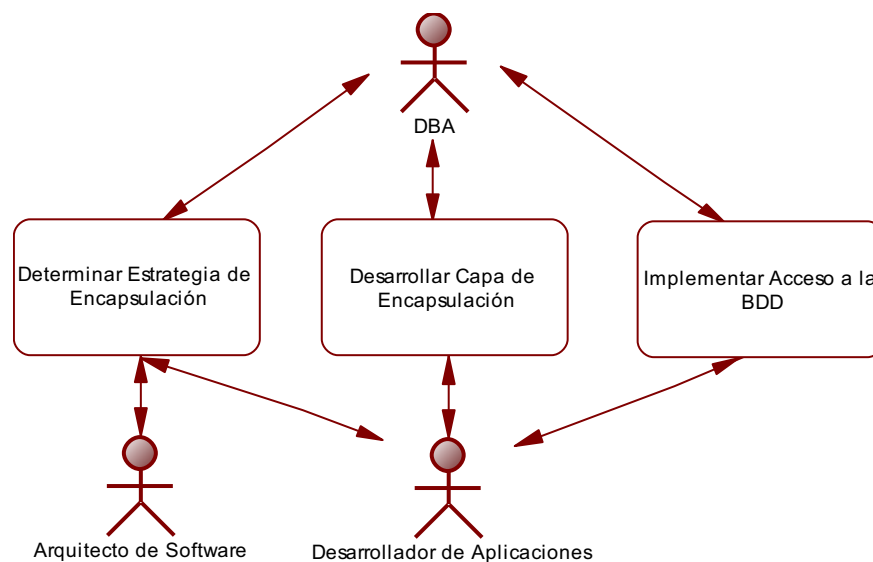 DBA
Determinar Estrategia de
Encapsulación
Desarrollar Capa de
Encapsulación
Implementar Acceso a la
BDD
Arquitecto de Software
Desarrollador de Aplicaciones